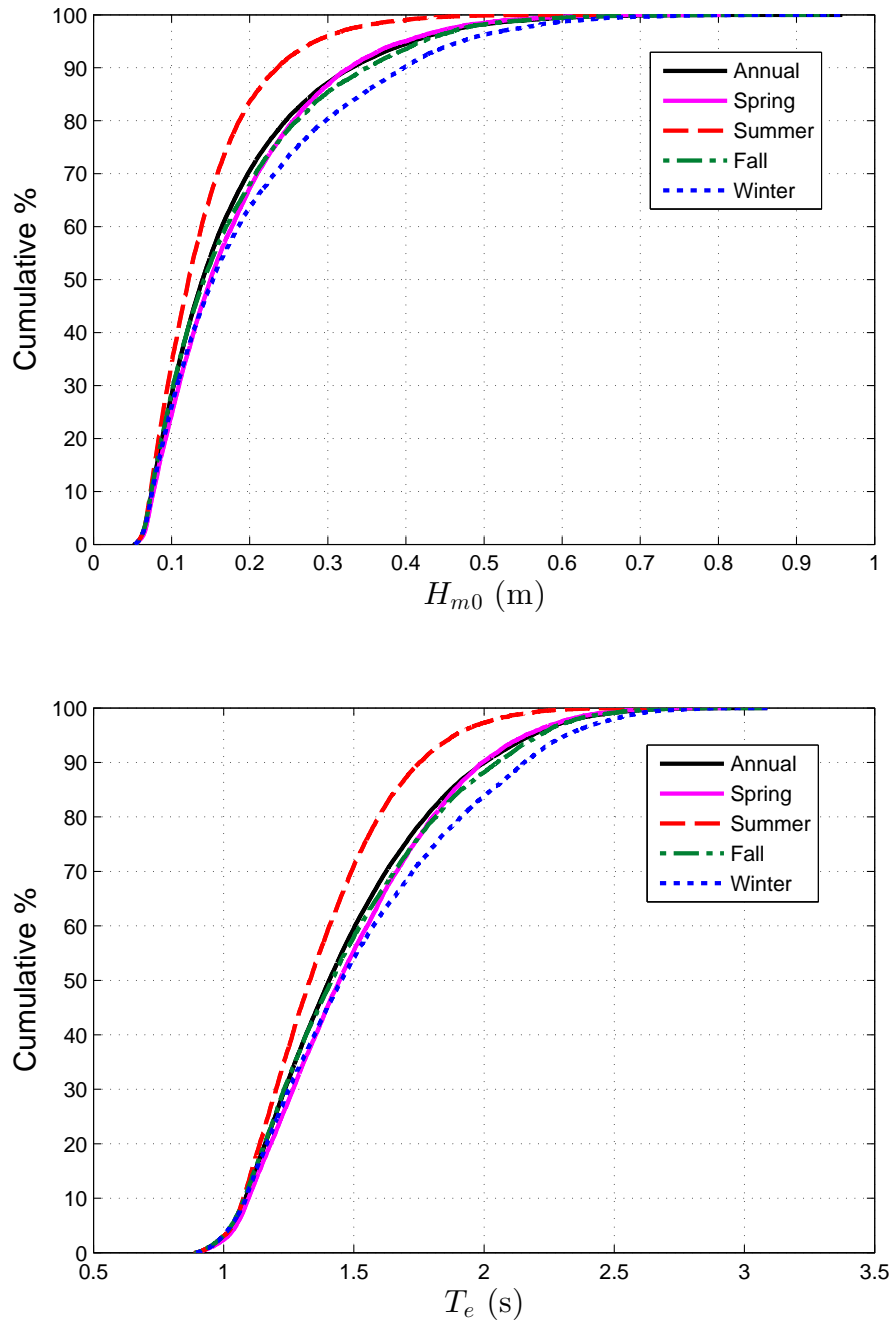 100
90
80
70
60
50
40
30
20
10
0
Cumulative %
Annual
Spring
Summer
Fall
Winter
0 0.1 0.2 0.3 0.4 0.5 0.6 0.7 0.8 0.9 1
H_{m0} (m)
100
90
80
70
60
50
40
30
20
10
0
Cumulative %
Annual
Spring
Summer
Fall
Winter
0.5 1 1.5 2 2.5 3 3.5
T_e (s)